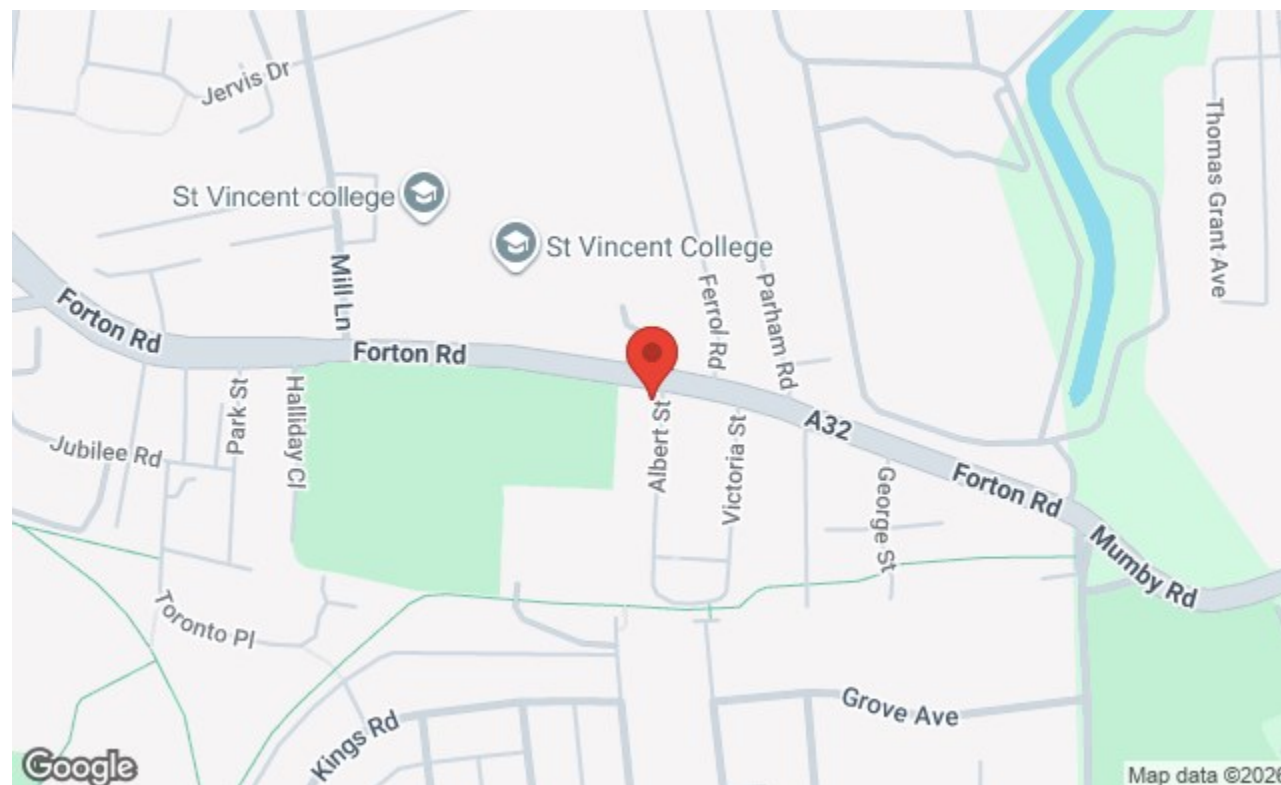 Jervis Dr
Thomas Grant Ave
St Vincent college
St Vincent College
Mill Ln
Ferrol Rd
Parham Rd
Forton Rd
Forton Rd
Park St
Halliday Cl
Albert St
Victoria St
A32
Jubilee Rd
George St
Forton Rd
Mumby Rd
Toronto Pl
Kings Rd
Grove Ave
Google
Map data ©2026